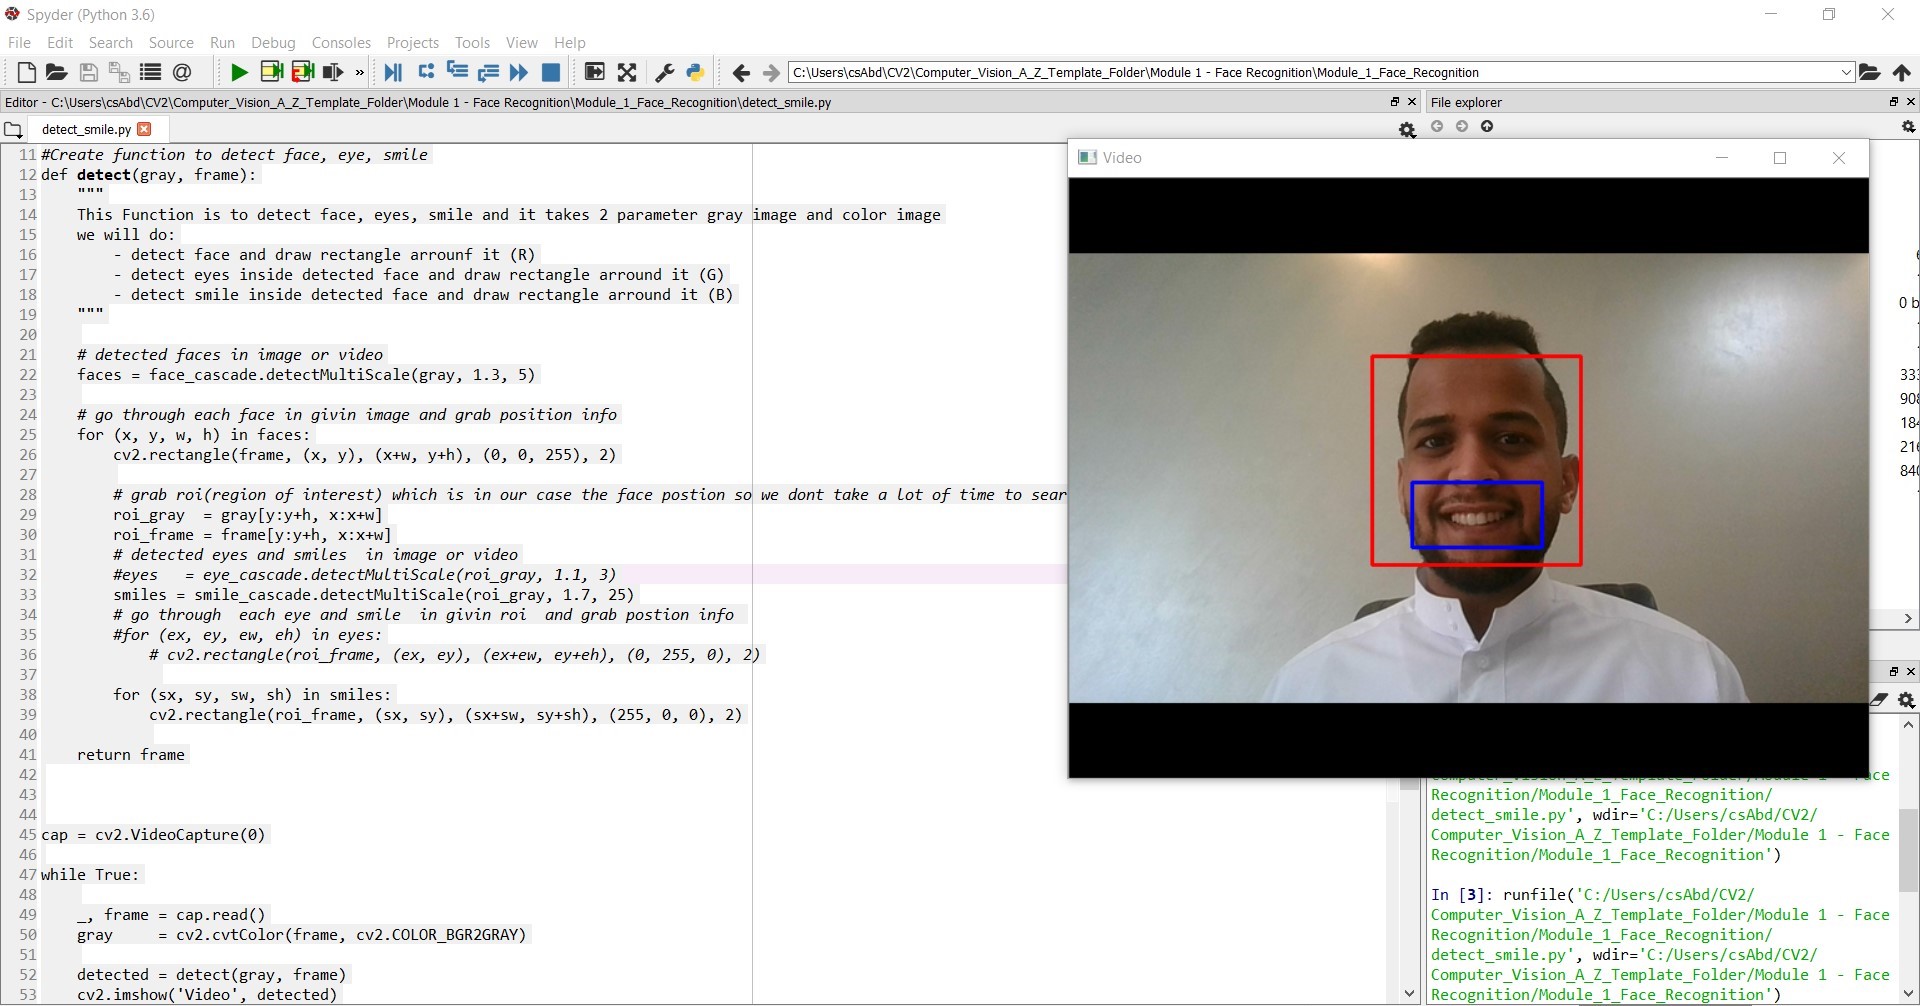 Spyder (Python 3.6)
File Edit Search Source Run Debug Consoles Projects Tools View Help
C:\Users\csAbd\CV2\Computer_Vision_A_Z_Template_Folder\Module 1 - Face Recognition\Module_1_Face_Recognition
Editor - C:\Users\csAbd\CV2\Computer_Vision_A_Z_Template_Folder\Module 1 - Face Recognition\Module_1_Face_Recognition\detect_smile.py
detect_smile.py
11 #Create function to detect face, eye, smile
12 def detect(gray, frame):
13     """
14     This Function is to detect face, eyes, smile and it takes 2 parameter gray image and color image
15     we will do:
16         - detect face and draw rectangle arrounf it (R)
17         - detect eyes inside detected face and draw rectangle arround it (G)
18         - detect smile inside detected face and draw rectangle arround it (B)
19     """
20
21     # detected faces in image or video
22     faces = face_cascade.detectMultiScale(gray, 1.3, 5)
23
24     # go through each face in givin image and grab position info
25     for (x, y, w, h) in faces:
26         cv2.rectangle(frame, (x, y), (x+w, y+h), (0, 0, 255), 2)
27
28         # grab roi(region of interest) which is in our case the face postion so we dont take a lot of time to sear
29         roi_gray  = gray[y:y+h, x:x+w]
30         roi_frame = frame[y:y+h, x:x+w]
31         # detected eyes and smiles  in image or video
32         #eyes   = eye_cascade.detectMultiScale(roi_gray, 1.1, 3)
33         smiles = smile_cascade.detectMultiScale(roi_gray, 1.7, 25)
34         # go through  each eye and smile  in givin roi  and grab postion info
35         #for (ex, ey, ew, eh) in eyes:
36             # cv2.rectangle(roi_frame, (ex, ey), (ex+ew, ey+eh), (0, 255, 0), 2)
37
38         for (sx, sy, sw, sh) in smiles:
39             cv2.rectangle(roi_frame, (sx, sy), (sx+sw, sy+sh), (255, 0, 0), 2)
40
41     return frame
42
43
44
45 cap = cv2.VideoCapture(0)
46
47 while True:
48
49     _, frame = cap.read()
50     gray     = cv2.cvtColor(frame, cv2.COLOR_BGR2GRAY)
51
52     detected = detect(gray, frame)
53     cv2.imshow('Video', detected)
File explorer
Video
0 b
333
908
184
216
840
Computer_Vision_A_Z_Template_Folder/Module 1 - Face
Recognition/Module_1_Face_Recognition/
detect_smile.py', wdir='C:/Users/csAbd/CV2/
Computer_Vision_A_Z_Template_Folder/Module 1 - Face
Recognition/Module_1_Face_Recognition')
In [3]: runfile('C:/Users/csAbd/CV2/
Computer_Vision_A_Z_Template_Folder/Module 1 - Face
Recognition/Module_1_Face_Recognition/
detect_smile.py', wdir='C:/Users/csAbd/CV2/
Computer_Vision_A_Z_Template_Folder/Module 1 - Face
Recognition/Module_1_Face_Recognition')